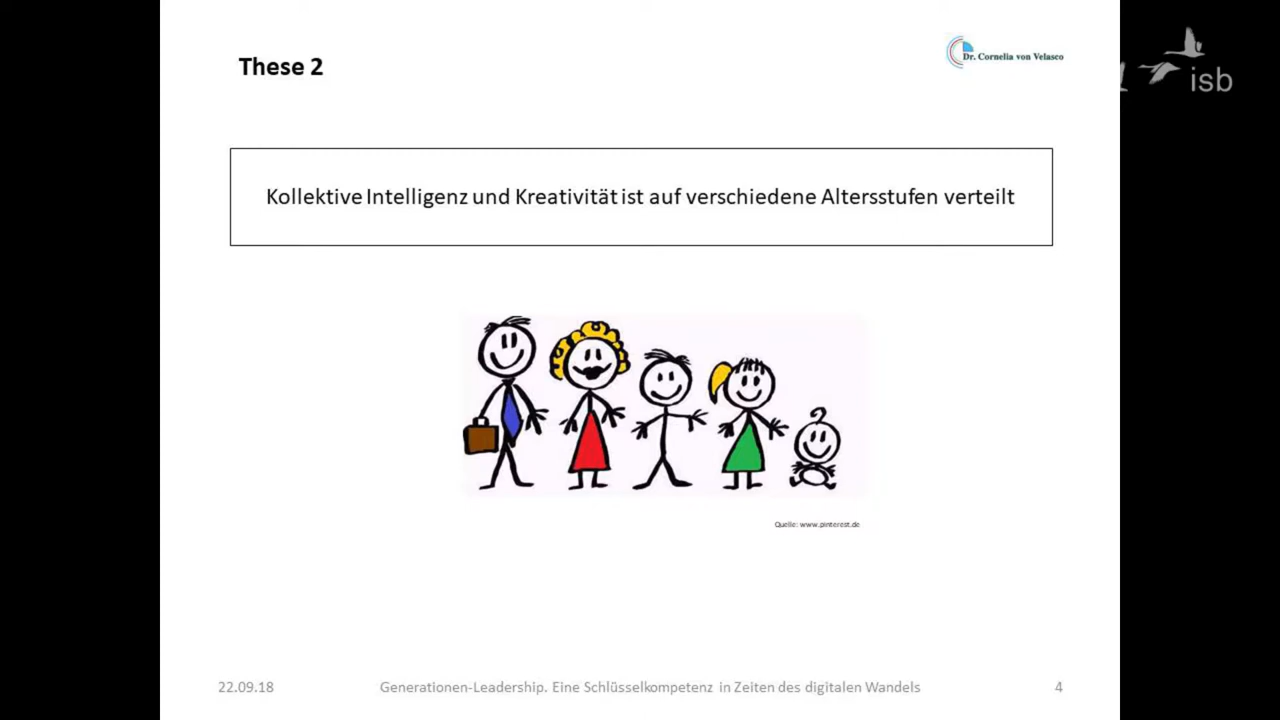 These 2
Dr. Cornelia von Velasco
isb
Kollektive Intelligenz und Kreativität ist auf verschiedene Altersstufen verteilt
Quelle: www.pinterest.de
22.09.18
Generationen-Leadership. Eine Schlüsselkompetenz in Zeiten des digitalen Wandels
4